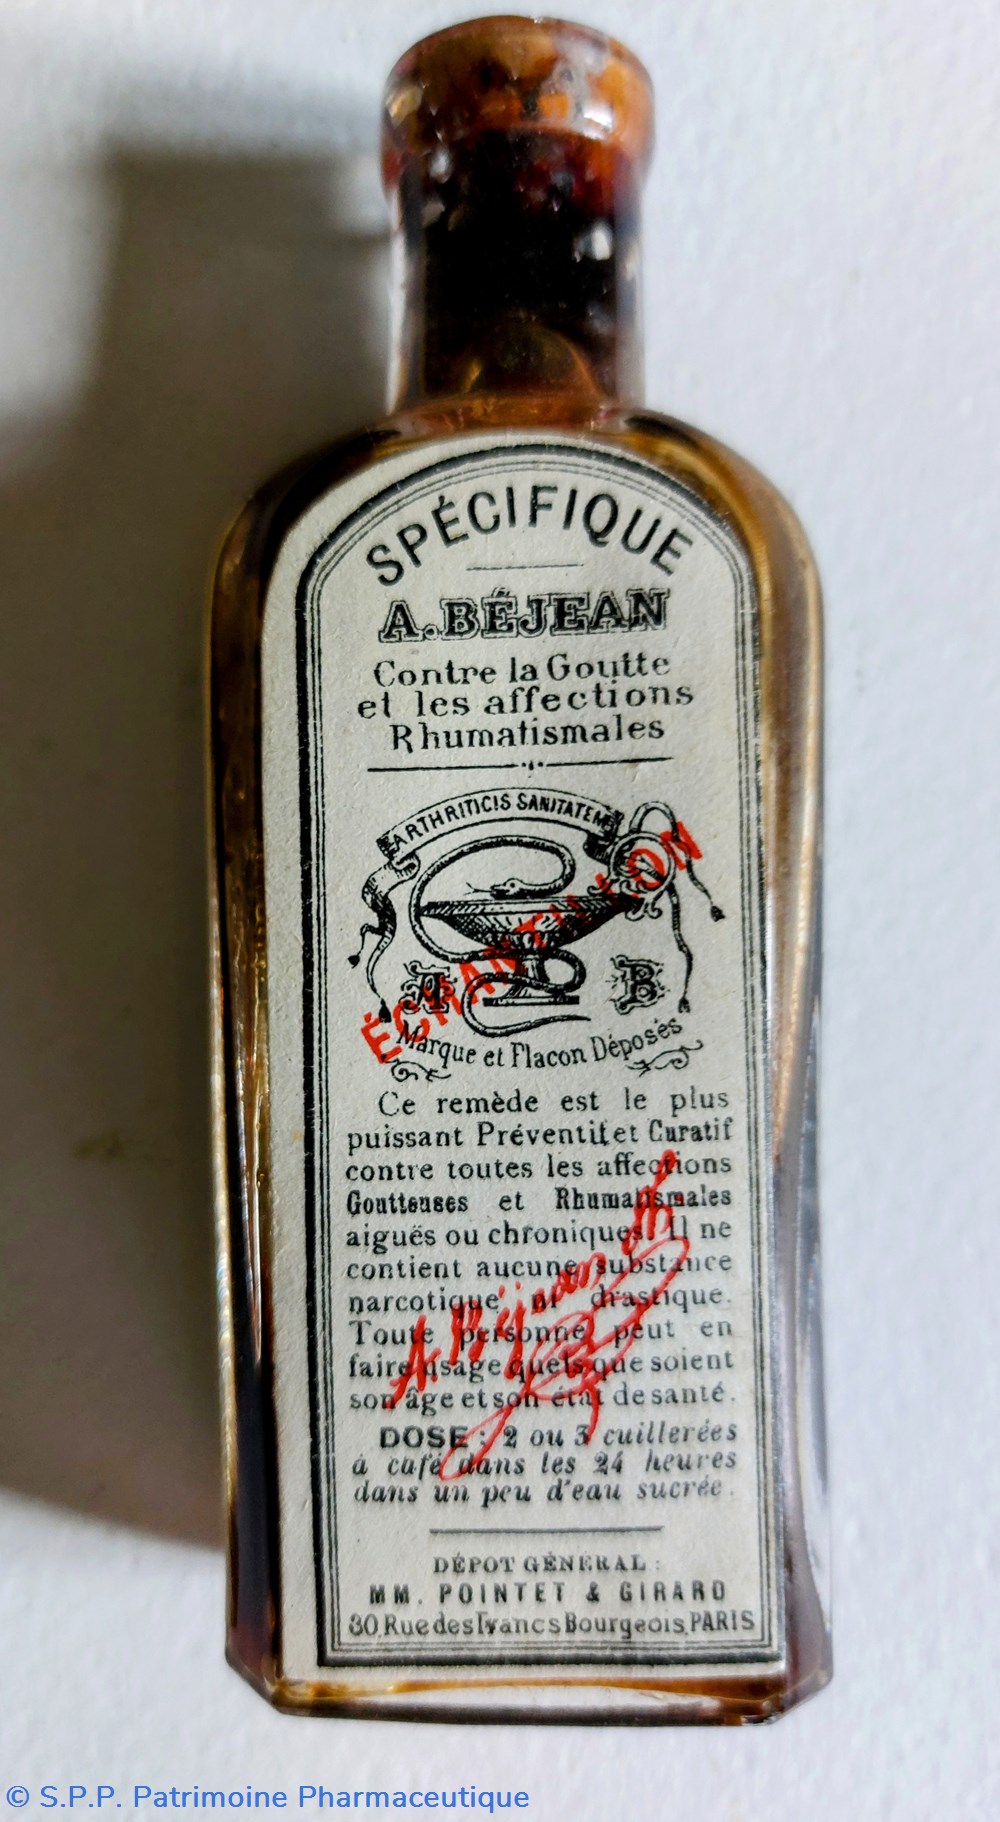 SPÉCIFIQUE
A. BÉJEAN
Contre la Goutte
et les affections
Rhumatismales
ARTHRITICIS SANITATEM
ÉCHANTILLON
A B
Marque et Flacon Déposés
Ce remède est le plus
puissant Préventif et Curatif
contre toutes les affections
Goutteuses et Rhumatismales
aiguës ou chroniques. Il ne
contient aucune substance
narcotique ni drastique.
Toute personne peut en
faire usage quels que soient
son âge et son état de santé.
A. Béjean
DOSE : 2 ou 3 cuillerées
à café dans les 24 heures
dans un peu d'eau sucrée.
DÉPOT GÉNÉRAL :
MM. POINTET & GIRARD
30, Rue des Francs Bourgeois, PARIS
© S.P.P. Patrimoine Pharmaceutique